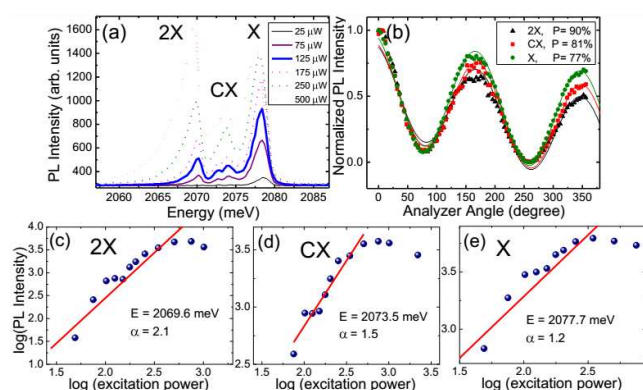 (a) 2X CX X
25 µW
75 µW
125 µW
175 µW
250 µW
500 µW
PL Intensity (arb. units)
1600
1400
1200
1000
800
600
400
2060 2070 2080
Energy (meV)
(b)
2X, P= 90%
CX, P = 81%
X, P= 77%
Normalized PL Intensity
1.0
0.5
0.0
0 50 100 150 200 250 300 350
Analyzer Angle (degree)
(c) 2X
log(PL Intensity)
4.0
3.5
3.0
2.5
2.0
1.5
1.0
E = 2069.6 meV
α = 2.1
1.5 2.0 2.5 3.0
log (excitation power)
(d) CX
3.5
3.0
E = 2073.5 meV
α = 1.5
1.5 2.0 2.5 3.0 3.5
log (excitation power)
(e) X
3.5
3.0
E = 2077.7 meV
α = 1.2
1.5 2.0 2.5
log (excitation power)